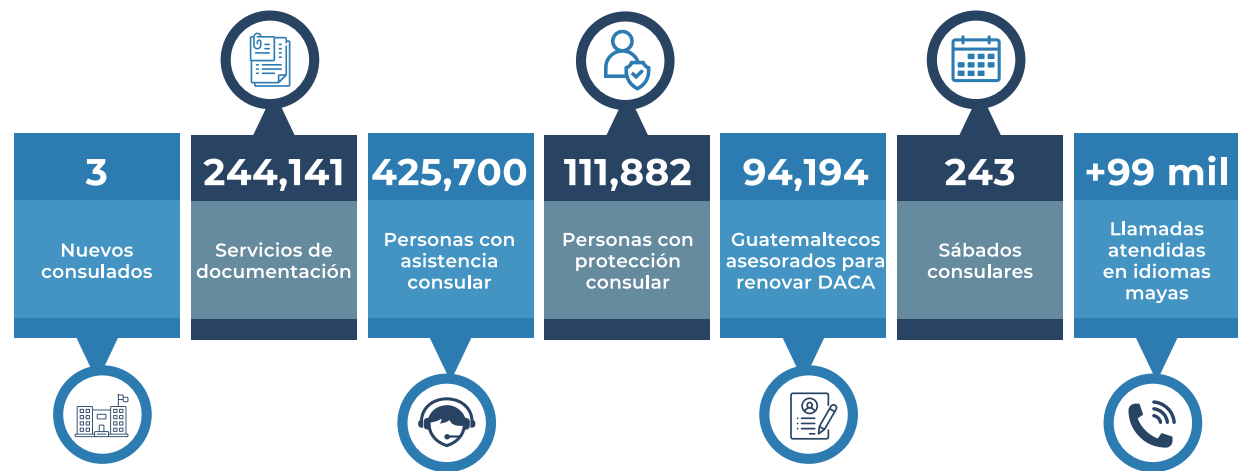 3
Nuevos
consulados
244,141
Servicios de
documentación
425,700
Personas con
asistencia
consular
111,882
Personas con
protección
consular
94,194
Guatemaltecos
asesorados para
renovar DACA
243
Sábados
consulares
+99 mil
Llamadas
atendidas
en idiomas
mayas